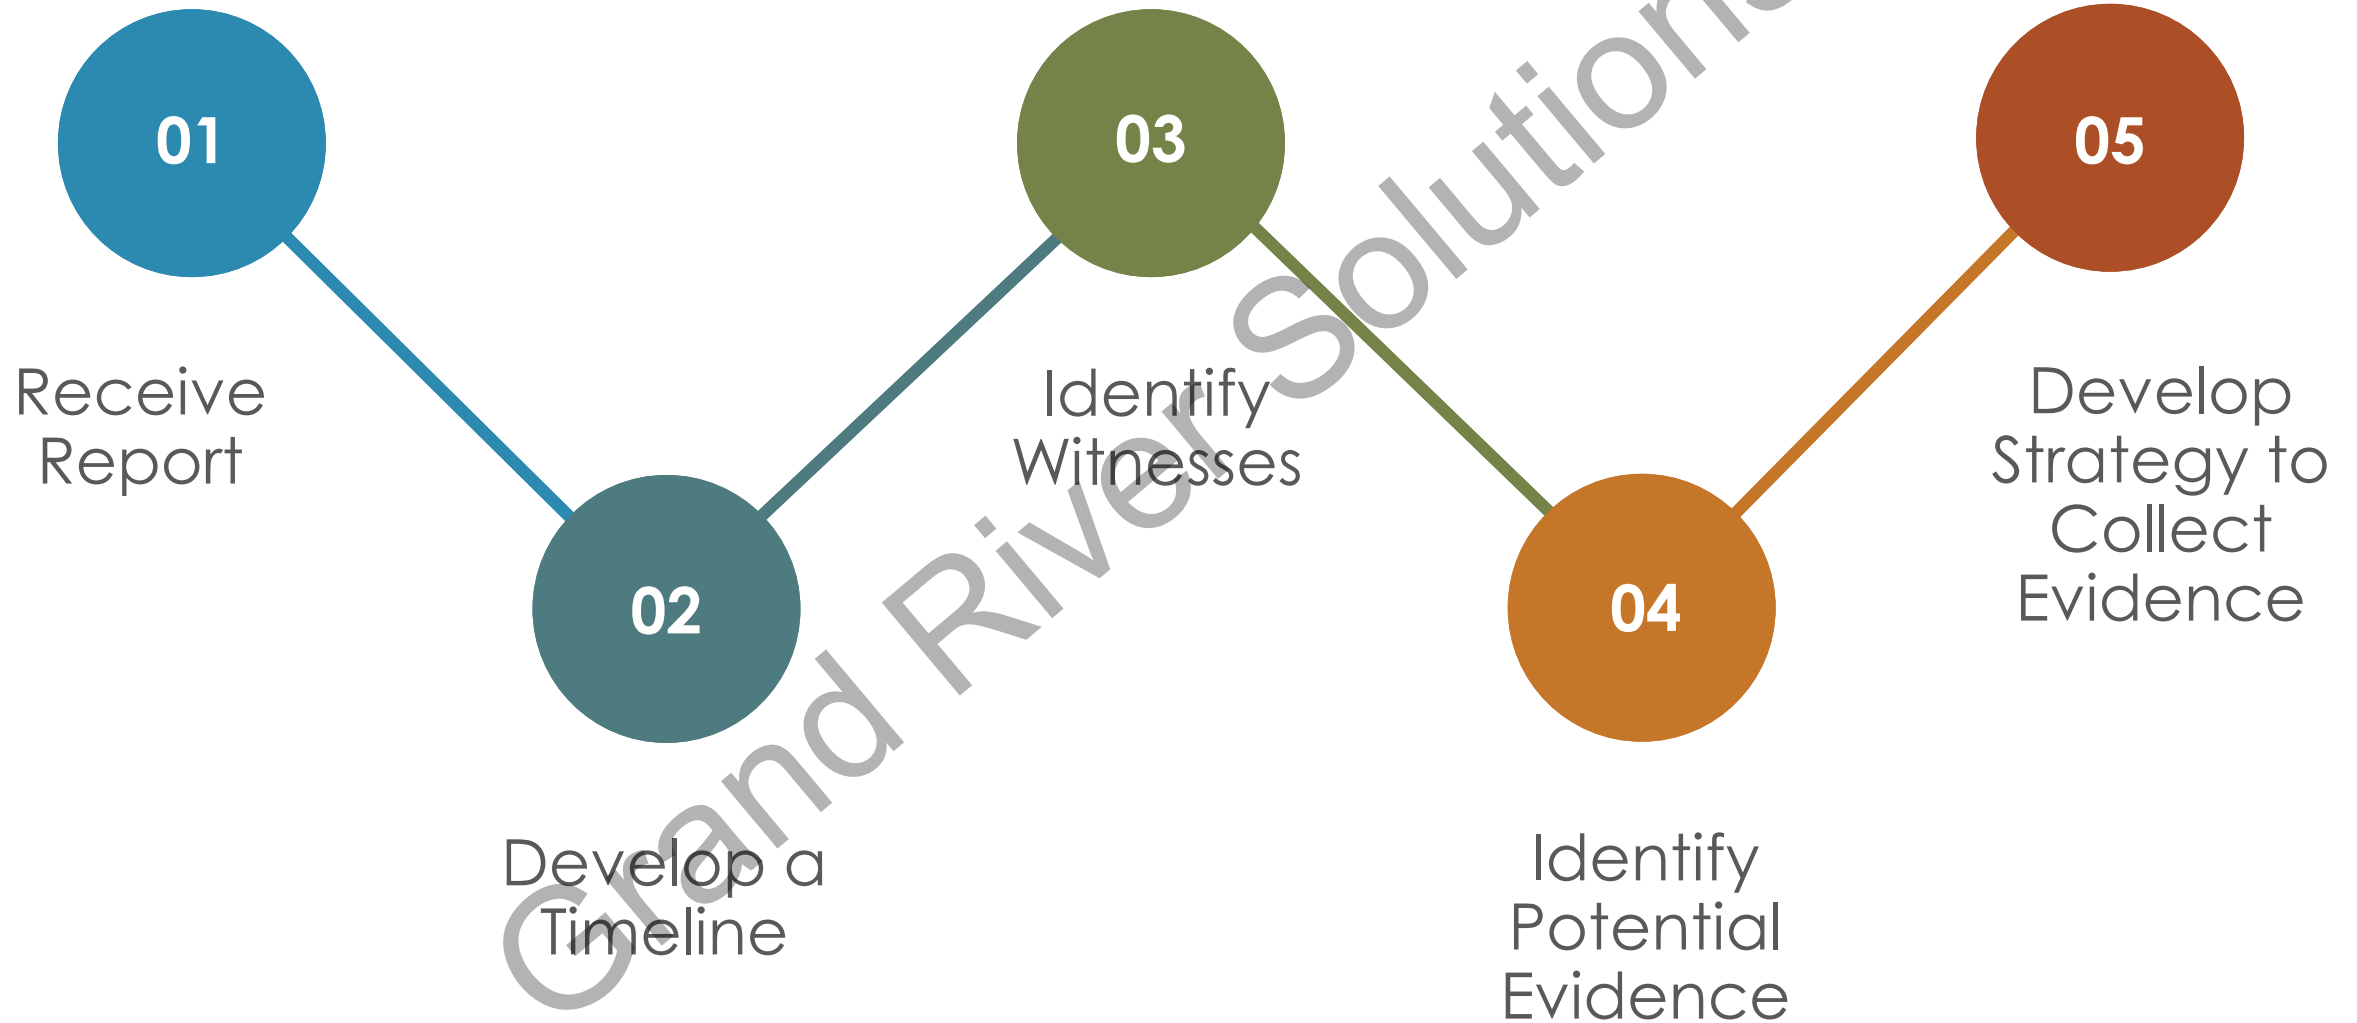 01
Receive
Report
02
Develop a
Timeline
03
Identify
Witnesses
04
Identify
Potential
Evidence
05
Develop
Strategy to
Collect
Evidence
Grand River Solutions